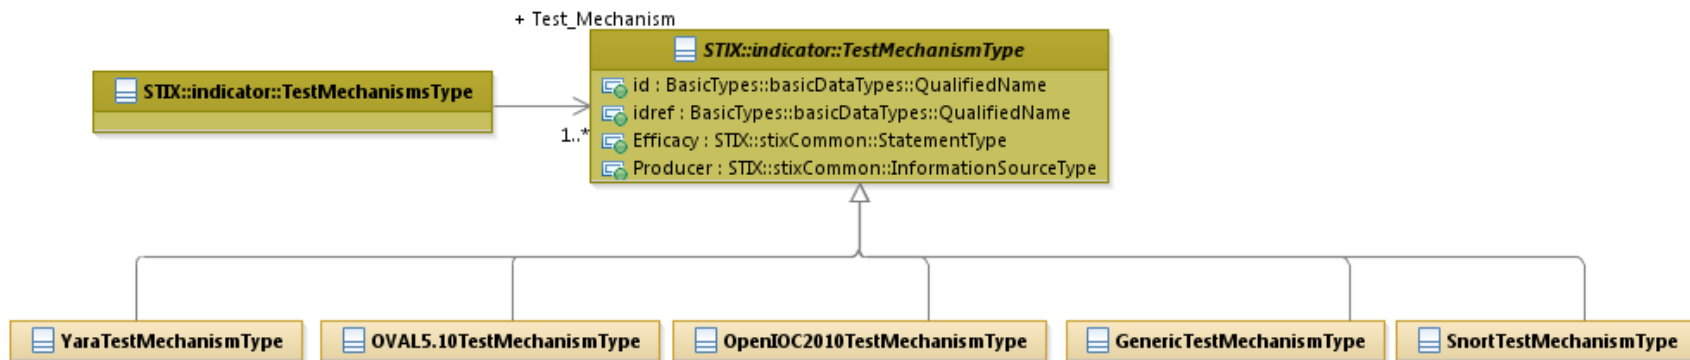 + Test_Mechanism
STIX::indicator::TestMechanismType
STIX::indicator::TestMechanismsType
id : BasicTypes::basicDataTypes::QualifiedName
idref : BasicTypes::basicDataTypes::QualifiedName
1..*
Efficacy : STIX::stixCommon::StatementType
Producer : STIX::stixCommon::InformationSourceType
YaraTestMechanismType
OVAL5.10TestMechanismType
OpenIOC2010TestMechanismType
GenericTestMechanismType
SnortTestMechanismType